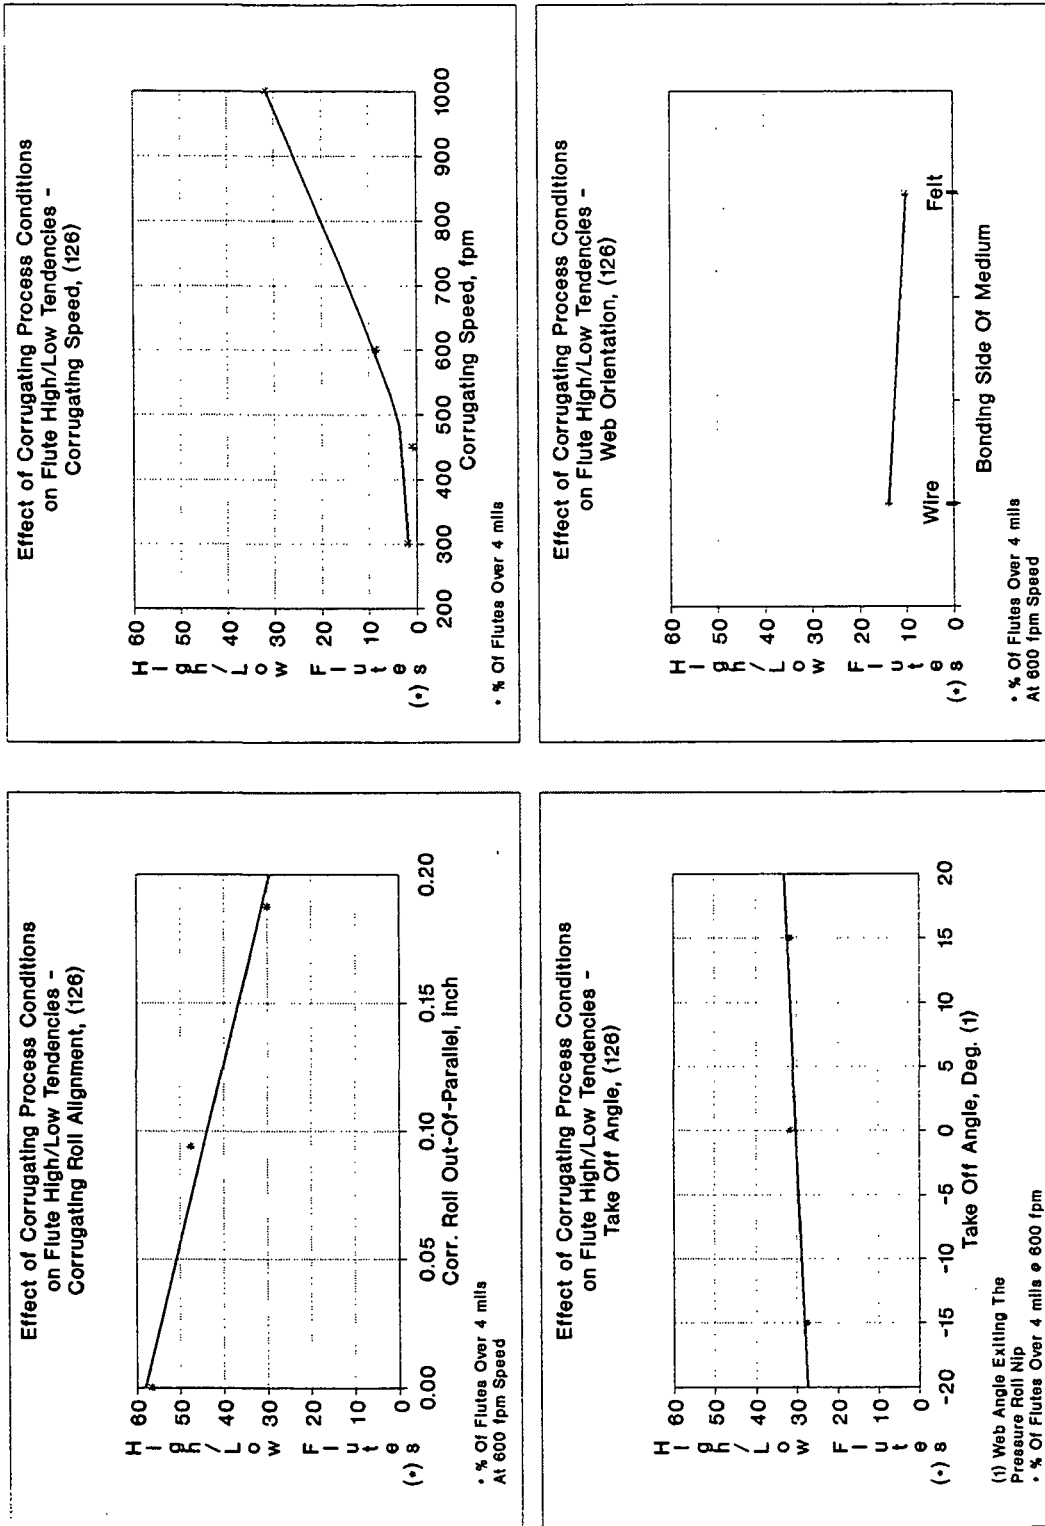 Effect of Corrugating Process Conditions
on Flute High/Low Tendencies -
Corrugating Roll Alignment, (126)
High/Low Flutes (*)
60
50
40
30
20
10
0
0.00
0.05
0.10
0.15
0.20
Corr. Roll Out-Of-Parallel, inch
* % Of Flutes Over 4 mils
At 600 fpm Speed
Effect of Corrugating Process Conditions
on Flute High/Low Tendencies -
Corrugating Speed, (126)
High/Low Flutes (*)
60
50
40
30
20
10
0
200
300
400
500
600
700
800
900
1000
Corrugating Speed, fpm
* % Of Flutes Over 4 mils
Effect of Corrugating Process Conditions
on Flute High/Low Tendencies -
Take Off Angle, (126)
High/Low Flutes (*)
60
50
40
30
20
10
0
-20
-15
-10
-5
0
5
10
15
20
Take Off Angle, Deg. (1)
(1) Web Angle Exiting The
Pressure Roll Nip
* % Of Flutes Over 4 mils @ 600 fpm
Effect of Corrugating Process Conditions
on Flute High/Low Tendencies -
Web Orientation, (126)
High/Low Flutes (*)
60
50
40
30
20
10
0
Wire
Felt
Bonding Side Of Medium
* % Of Flutes Over 4 mils
At 600 fpm Speed